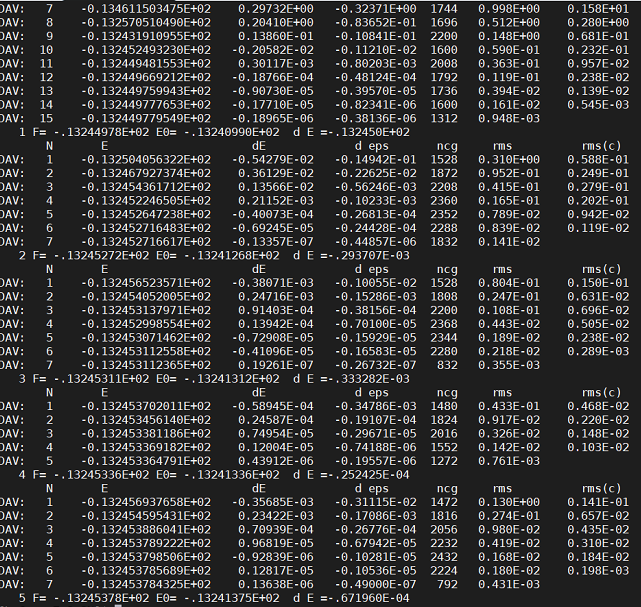 DAV:   7    -0.134611503475E+02    0.29732E+00   -0.32371E+01  1744   0.998E+00    0.158E+01
DAV:   8    -0.132570510490E+02    0.20410E+00   -0.83652E-01  1696   0.512E+00    0.280E+00
DAV:   9    -0.132431910955E+02    0.13860E-01   -0.10841E-01  2200   0.148E+00    0.681E-01
DAV:  10    -0.132452493230E+02   -0.20582E-02   -0.11210E-02  1600   0.590E-01    0.232E-01
DAV:  11    -0.132449481553E+02    0.30117E-03   -0.80203E-03  2008   0.363E-01    0.957E-02
DAV:  12    -0.132449669212E+02   -0.18766E-04   -0.48124E-04  1792   0.119E-01    0.238E-02
DAV:  13    -0.132449759943E+02   -0.90730E-05   -0.39570E-05  1736   0.394E-02    0.139E-02
DAV:  14    -0.132449777653E+02   -0.17710E-05   -0.82341E-06  1600   0.161E-02    0.545E-03
DAV:  15    -0.132449779549E+02   -0.18965E-06   -0.38136E-06  1312   0.948E-03
1 F= -.13244978E+02 E0= -.13240990E+02  d E =-.132450E+02
N       E                     dE             d eps       ncg     rms          rms(c)
DAV:   1    -0.132504056322E+02   -0.54279E-02   -0.14942E-01  1528   0.310E+00    0.588E-01
DAV:   2    -0.132467927374E+02    0.36129E-02   -0.22625E-02  1872   0.952E-01    0.249E-01
DAV:   3    -0.132454361712E+02    0.13566E-02   -0.56246E-03  2208   0.415E-01    0.279E-01
DAV:   4    -0.132452246505E+02    0.21152E-03   -0.10233E-03  2360   0.165E-01    0.202E-01
DAV:   5    -0.132452647238E+02   -0.40073E-04   -0.26813E-04  2352   0.789E-02    0.942E-02
DAV:   6    -0.132452716483E+02   -0.69245E-05   -0.24428E-04  2288   0.839E-02    0.119E-02
DAV:   7    -0.132452716617E+02   -0.13357E-07   -0.44857E-06  1832   0.141E-02
2 F= -.13245272E+02 E0= -.13241268E+02  d E =-.293707E-03
N       E                     dE             d eps       ncg     rms          rms(c)
DAV:   1    -0.132456523571E+02   -0.38071E-03   -0.10055E-02  1528   0.804E-01    0.150E-01
DAV:   2    -0.132454052005E+02    0.24716E-03   -0.15286E-03  1808   0.247E-01    0.631E-02
DAV:   3    -0.132453137971E+02    0.91403E-04   -0.38156E-04  2200   0.108E-01    0.696E-02
DAV:   4    -0.132452998554E+02    0.13942E-04   -0.70100E-05  2368   0.443E-02    0.505E-02
DAV:   5    -0.132453071462E+02   -0.72908E-05   -0.15929E-05  2344   0.189E-02    0.238E-02
DAV:   6    -0.132453112558E+02   -0.41096E-05   -0.16583E-05  2280   0.218E-02    0.289E-03
DAV:   7    -0.132453112365E+02    0.19261E-07   -0.26732E-07   832   0.355E-03
3 F= -.13245311E+02 E0= -.13241312E+02  d E =-.333282E-03
N       E                     dE             d eps       ncg     rms          rms(c)
DAV:   1    -0.132453702011E+02   -0.58945E-04   -0.34786E-03  1480   0.433E-01    0.468E-02
DAV:   2    -0.132453456140E+02    0.24587E-04   -0.19107E-04  1824   0.917E-02    0.220E-02
DAV:   3    -0.132453381186E+02    0.74954E-05   -0.29671E-05  2016   0.326E-02    0.148E-02
DAV:   4    -0.132453369182E+02    0.12004E-05   -0.74188E-06  1552   0.142E-02    0.103E-02
DAV:   5    -0.132453364791E+02    0.43912E-06   -0.19557E-06  1272   0.761E-03
4 F= -.13245336E+02 E0= -.13241336E+02  d E =-.252425E-04
N       E                     dE             d eps       ncg     rms          rms(c)
DAV:   1    -0.132456937658E+02   -0.35685E-03   -0.31115E-02  1472   0.130E+00    0.141E-01
DAV:   2    -0.132454595431E+02    0.23422E-03   -0.17086E-03  1816   0.274E-01    0.657E-02
DAV:   3    -0.132453886041E+02    0.70939E-04   -0.26776E-04  2056   0.980E-02    0.435E-02
DAV:   4    -0.132453789222E+02    0.96819E-05   -0.67942E-05  2232   0.419E-02    0.310E-02
DAV:   5    -0.132453798506E+02   -0.92839E-06   -0.10281E-05  2432   0.168E-02    0.184E-02
DAV:   6    -0.132453785689E+02    0.12817E-05   -0.10536E-05  2224   0.180E-02    0.198E-03
DAV:   7    -0.132453784325E+02    0.13638E-06   -0.49000E-07   792   0.431E-03
5 F= -.13245378E+02 E0= -.13241375E+02  d E =-.671960E-04